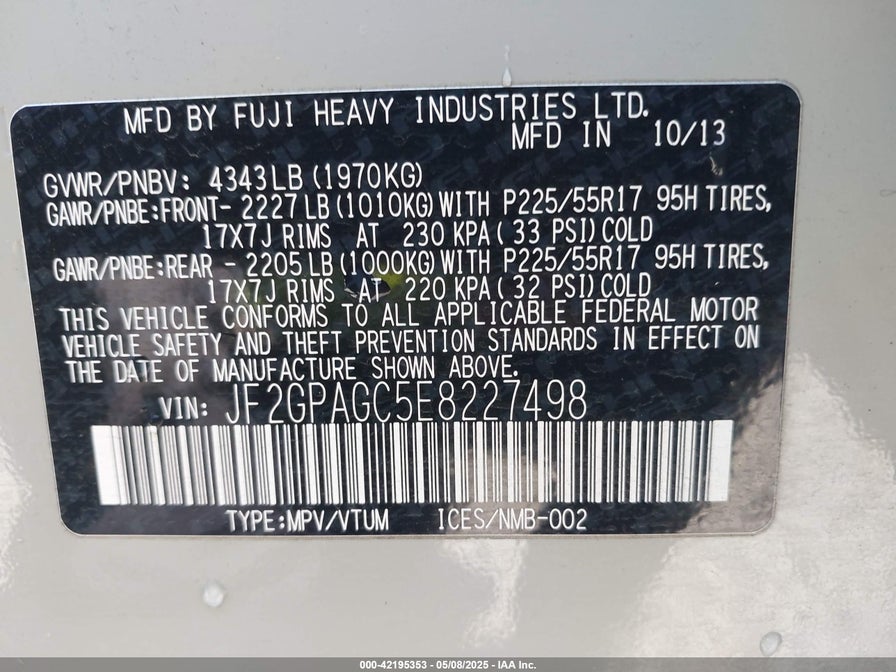 MFD BY FUJI HEAVY INDUSTRIES LTD.
MFD IN 10/13
GVWR/PNBV: 4343LB (1970KG)
GAWR/PNBE:FRONT- 2227LB (1010KG) WITH P225/55R17 95H TIRES,
17X7J RIMS AT 230 KPA ( 33 PSI) COLD
GAWR/PNBE:REAR - 2205LB (1000KG) WITH P225/55R17 95H TIRES,
17X7J RIMS AT 220 KPA ( 32 PSI) COLD
THIS VEHICLE CONFORMS TO ALL APPLICABLE FEDERAL MOTOR
VEHICLE SAFETY AND THEFT PREVENTION STANDARDS IN EFFECT ON
THE DATE OF MANUFACTURE SHOWN ABOVE.
VIN: JF2GPAGC5E8227498
TYPE:MPV/VTUM ICES/NMB-002
000-42195353 - 05/08/2025 - IAA Inc.